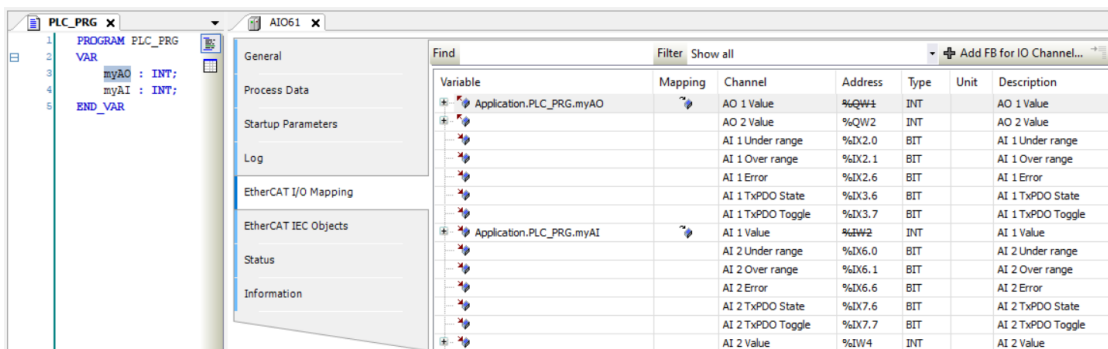 PLC_PRG
1 PROGRAM PLC_PRG
2 VAR
3 myAO : INT;
4 myAI : INT;
5 END_VAR
AIO61
General
Process Data
Startup Parameters
Log
EtherCAT I/O Mapping
EtherCAT IEC Objects
Status
Information
Find Filter Show all Add FB for IO Channel...
Variable Mapping Channel Address Type Unit Description
Application.PLC_PRG.myAO AO 1 Value %QW1 INT AO 1 Value
AO 2 Value %QW2 INT AO 2 Value
AI 1 Under range %IX2.0 BIT AI 1 Under range
AI 1 Over range %IX2.1 BIT AI 1 Over range
AI 1 Error %IX2.6 BIT AI 1 Error
AI 1 TxPDO State %IX3.6 BIT AI 1 TxPDO State
AI 1 TxPDO Toggle %IX3.7 BIT AI 1 TxPDO Toggle
Application.PLC_PRG.myAI AI 1 Value %IW2 INT AI 1 Value
AI 2 Under range %IX6.0 BIT AI 2 Under range
AI 2 Over range %IX6.1 BIT AI 2 Over range
AI 2 Error %IX6.6 BIT AI 2 Error
AI 2 TxPDO State %IX7.6 BIT AI 2 TxPDO State
AI 2 TxPDO Toggle %IX7.7 BIT AI 2 TxPDO Toggle
AI 2 Value %IW4 INT AI 2 Value